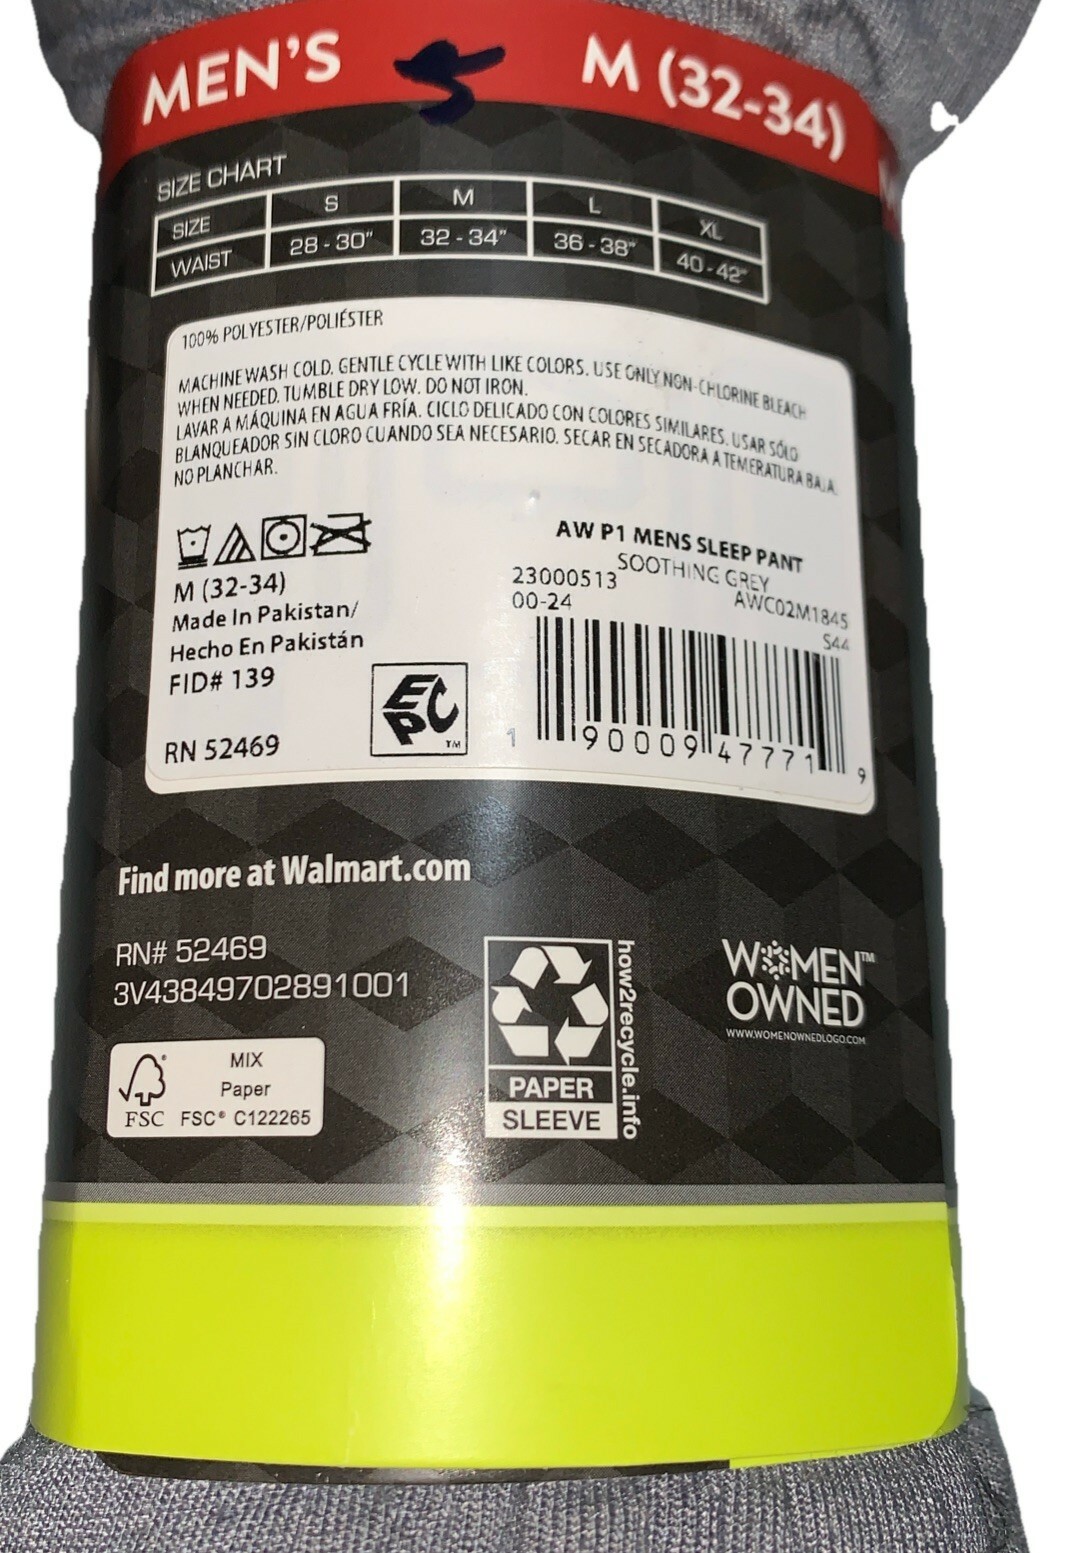 MEN'S 5 M (32-34)
SIZE CHART
SIZE S M L XL
WAIST 28 - 30" 32 - 34" 36 - 38" 40 - 42"
100% POLYESTER/POLIÉSTER
MACHINE WASH COLD. GENTLE CYCLE WITH LIKE COLORS. USE ONLY NON-CHLORINE BLEACH
WHEN NEEDED. TUMBLE DRY LOW. DO NOT IRON.
LAVAR A MÁQUINA EN AGUA FRÍA. CICLO DELICADO CON COLORES SIMILARES. USAR SÓLO
BLANQUEADOR SIN CLORO CUANDO SEA NECESARIO. SECAR EN SECADORA A TEMERATURA BAJA.
NO PLANCHAR.
M (32-34)
Made In Pakistan/
Hecho En Pakistán
FID# 139
RN 52469
EPC TM
AW P1 MENS SLEEP PANT
SOOTHING GREY
23000513
00-24
AWC02M1845
S44
1 90009 47771 9
Find more at Walmart.com
RN# 52469
3V43849702891001
FSC
MIX
Paper
FSC® C122265
PAPER
SLEEVE
how2recycle.info
WOMEN™
OWNED
WWW.WOMENOWNEDLOGO.COM